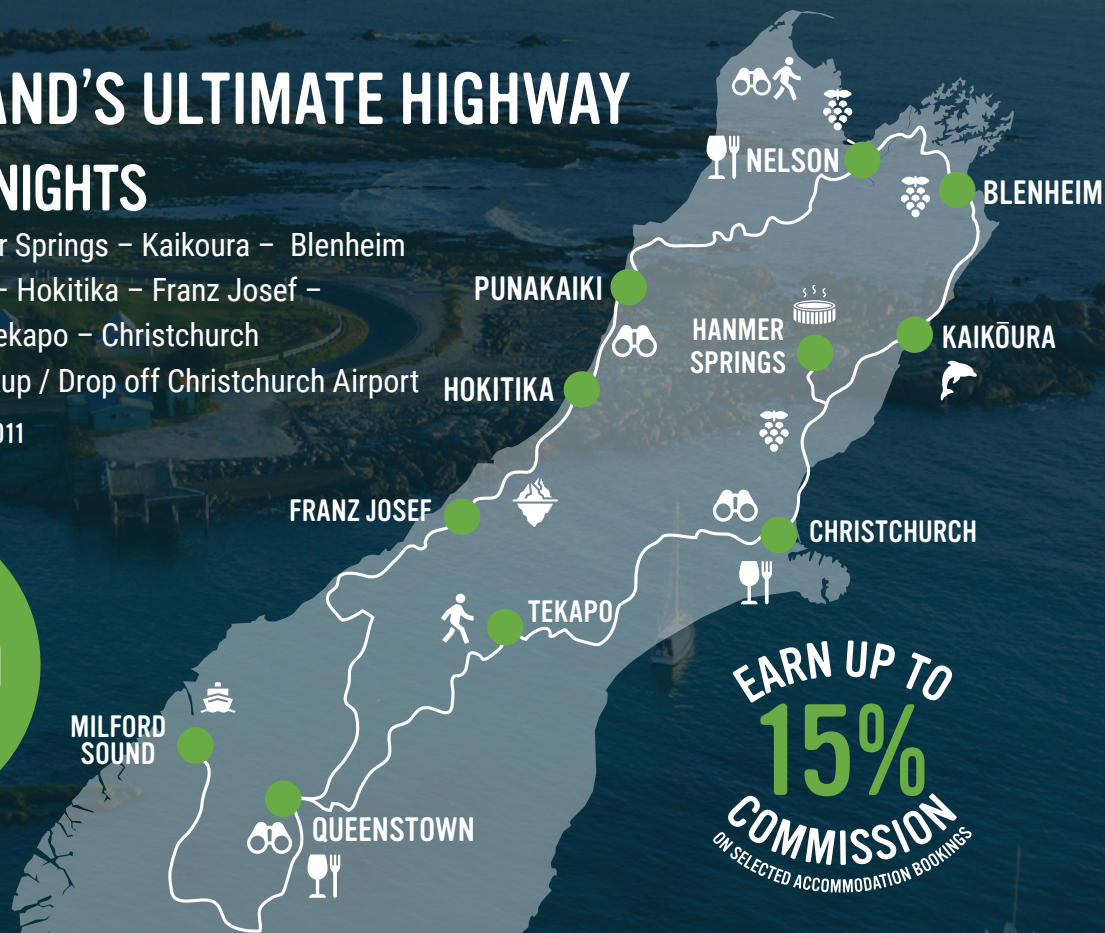 AND'S ULTIMATE HIGHWAY
NIGHTS
r Springs – Kaikoura – Blenheim
– Hokitika – Franz Josef –
ekapo – Christchurch
up / Drop off Christchurch Airport
011
NELSON
BLENHEIM
PUNAKAIKI
HANMER
SPRINGS
KAIKŌURA
HOKITIKA
FRANZ JOSEF
CHRISTCHURCH
TEKAPO
MILFORD
SOUND
QUEENSTOWN
EARN UP TO
15%
COMMISSION
ON SELECTED ACCOMMODATION BOOKINGS